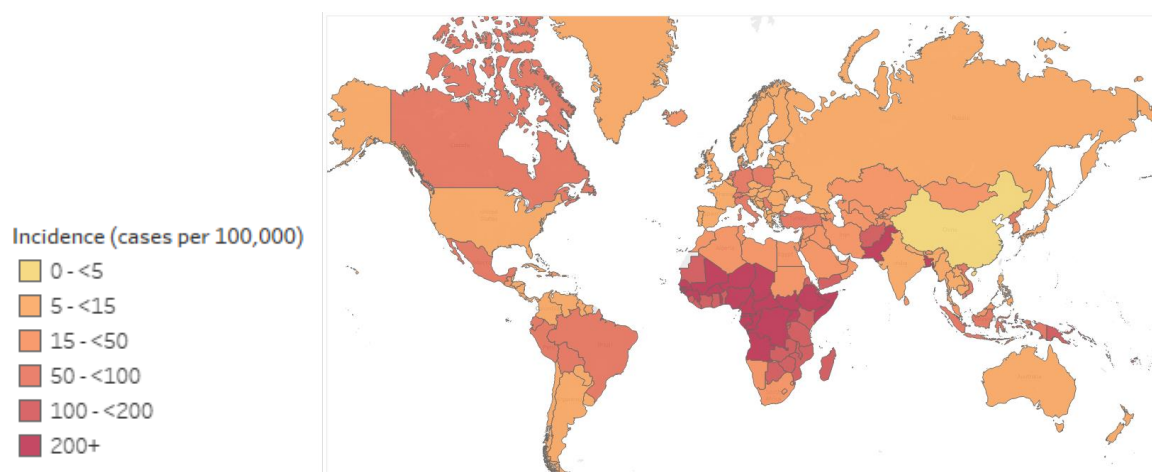 Incidence (cases per 100,000)
0 - <5
5 - <15
15 - <50
50 - <100
100 - <200
200+